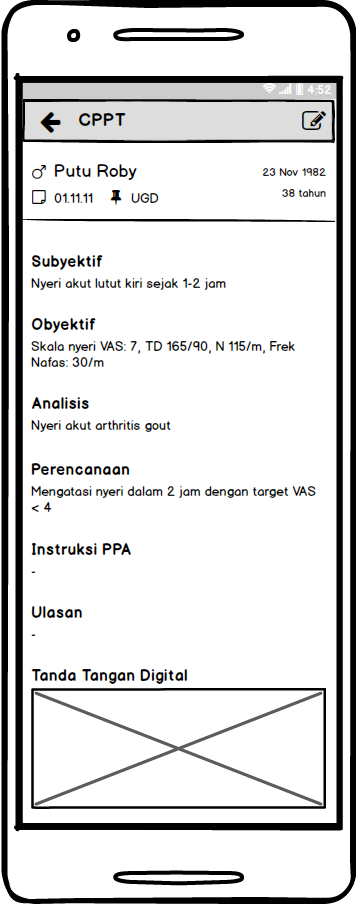 4:52
CPPT
Putu Roby
23 Nov 1982
01.11.11 UGD
38 tahun
Subyektif
Nyeri akut lutut kiri sejak 1-2 jam
Obyektif
Skala nyeri VAS: 7, TD 165/90, N 115/m, Frek
Nafas: 30/m
Analisis
Nyeri akut arthritis gout
Perencanaan
Mengatasi nyeri dalam 2 jam dengan target VAS
< 4
Instruksi PPA
-
Ulasan
-
Tanda Tangan Digital